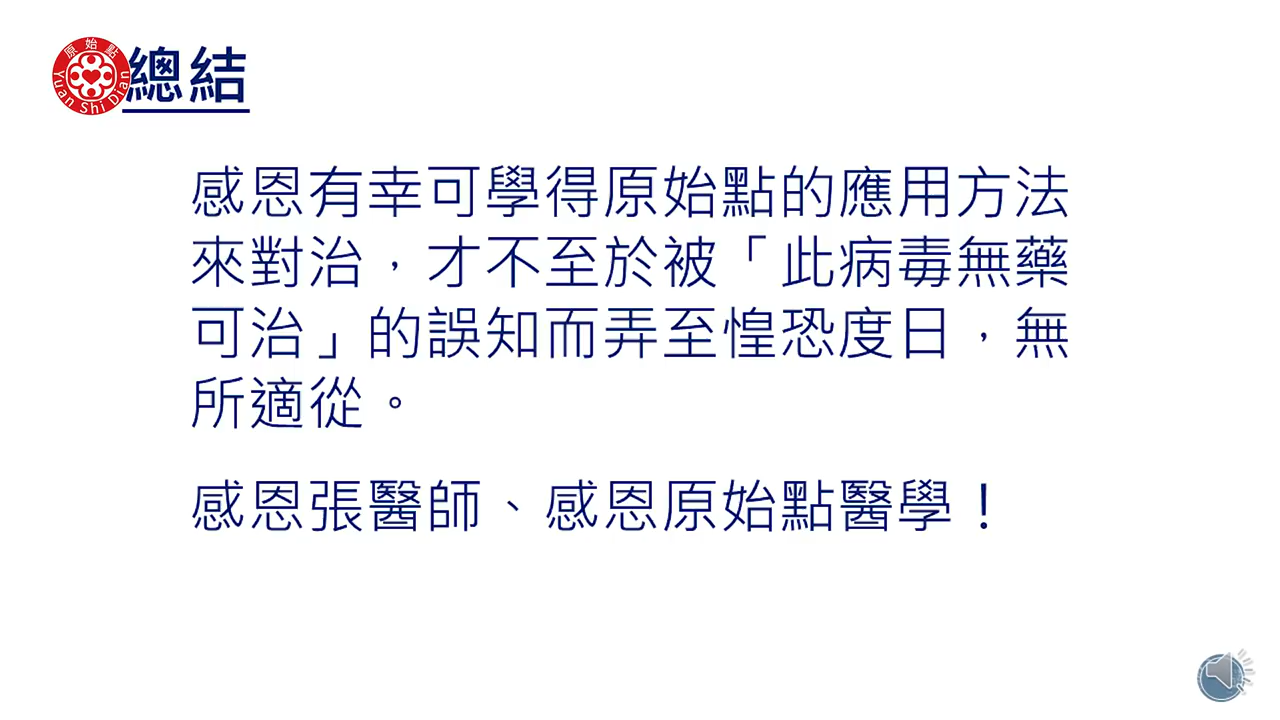 原始點
Yuan Shi Dian
總結
感恩有幸可學得原始點的應用方法
來對治，才不至於被「此病毒無藥
可治」的誤知而弄至惶恐度日，無
所適從。
感恩張醫師、感恩原始點醫學！